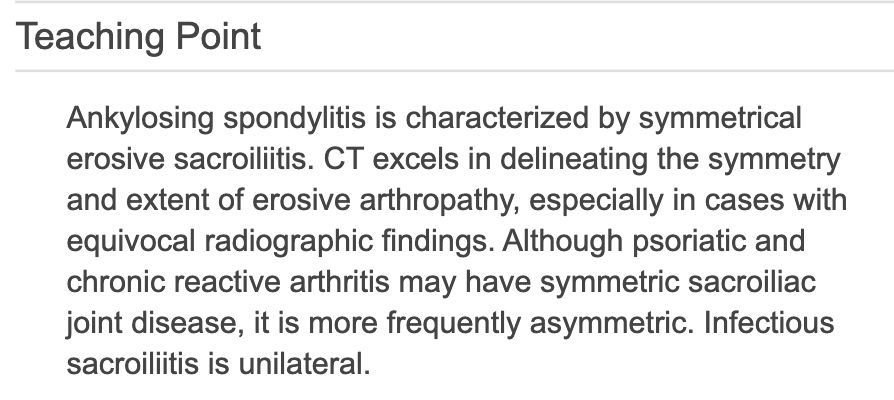 Teaching Point
Ankylosing spondylitis is characterized by symmetrical
erosive sacroiliitis. CT excels in delineating the symmetry
and extent of erosive arthropathy, especially in cases with
equivocal radiographic findings. Although psoriatic and
chronic reactive arthritis may have symmetric sacroiliac
joint disease, it is more frequently asymmetric. Infectious
sacroiliitis is unilateral.